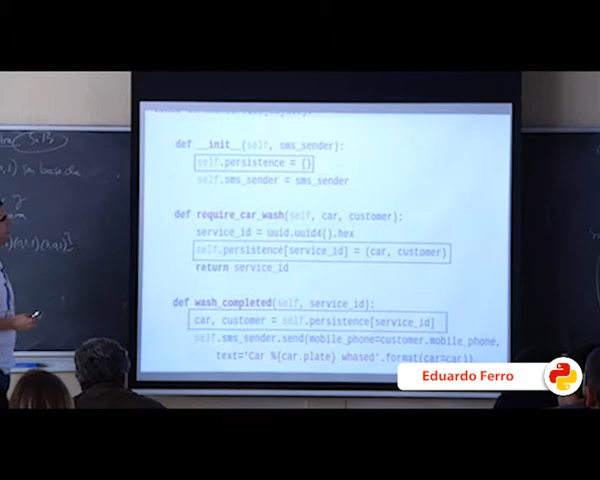 def __init__(self, sms_sender):
self.persistence = {}
self.sms_sender = sms_sender
def require_car_wash(self, car, customer):
service_id = uuid.uuid4().hex
self.persistence[service_id] = (car, customer)
return service_id
def wash_completed(self, service_id):
car, customer = self.persistence[service_id]
self.sms_sender.send(mobile_phone=customer.mobile_phone,
text='Car %{car.plate} whased'.format(car=car))
Eduardo Ferro